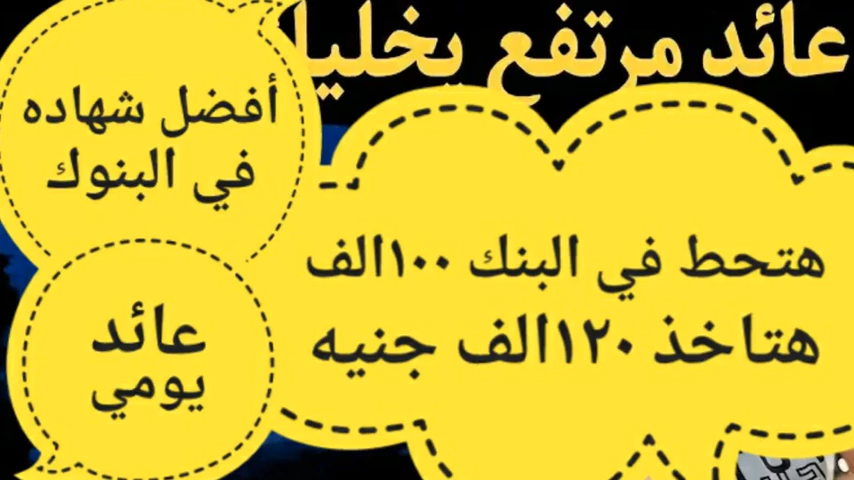 عائد مرتفع يخليك
أفضل شهاده
في البنوك
هتحط في البنك ١٠٠الف
هتاخذ ١٢٠الف جنيه
عائد
يومي